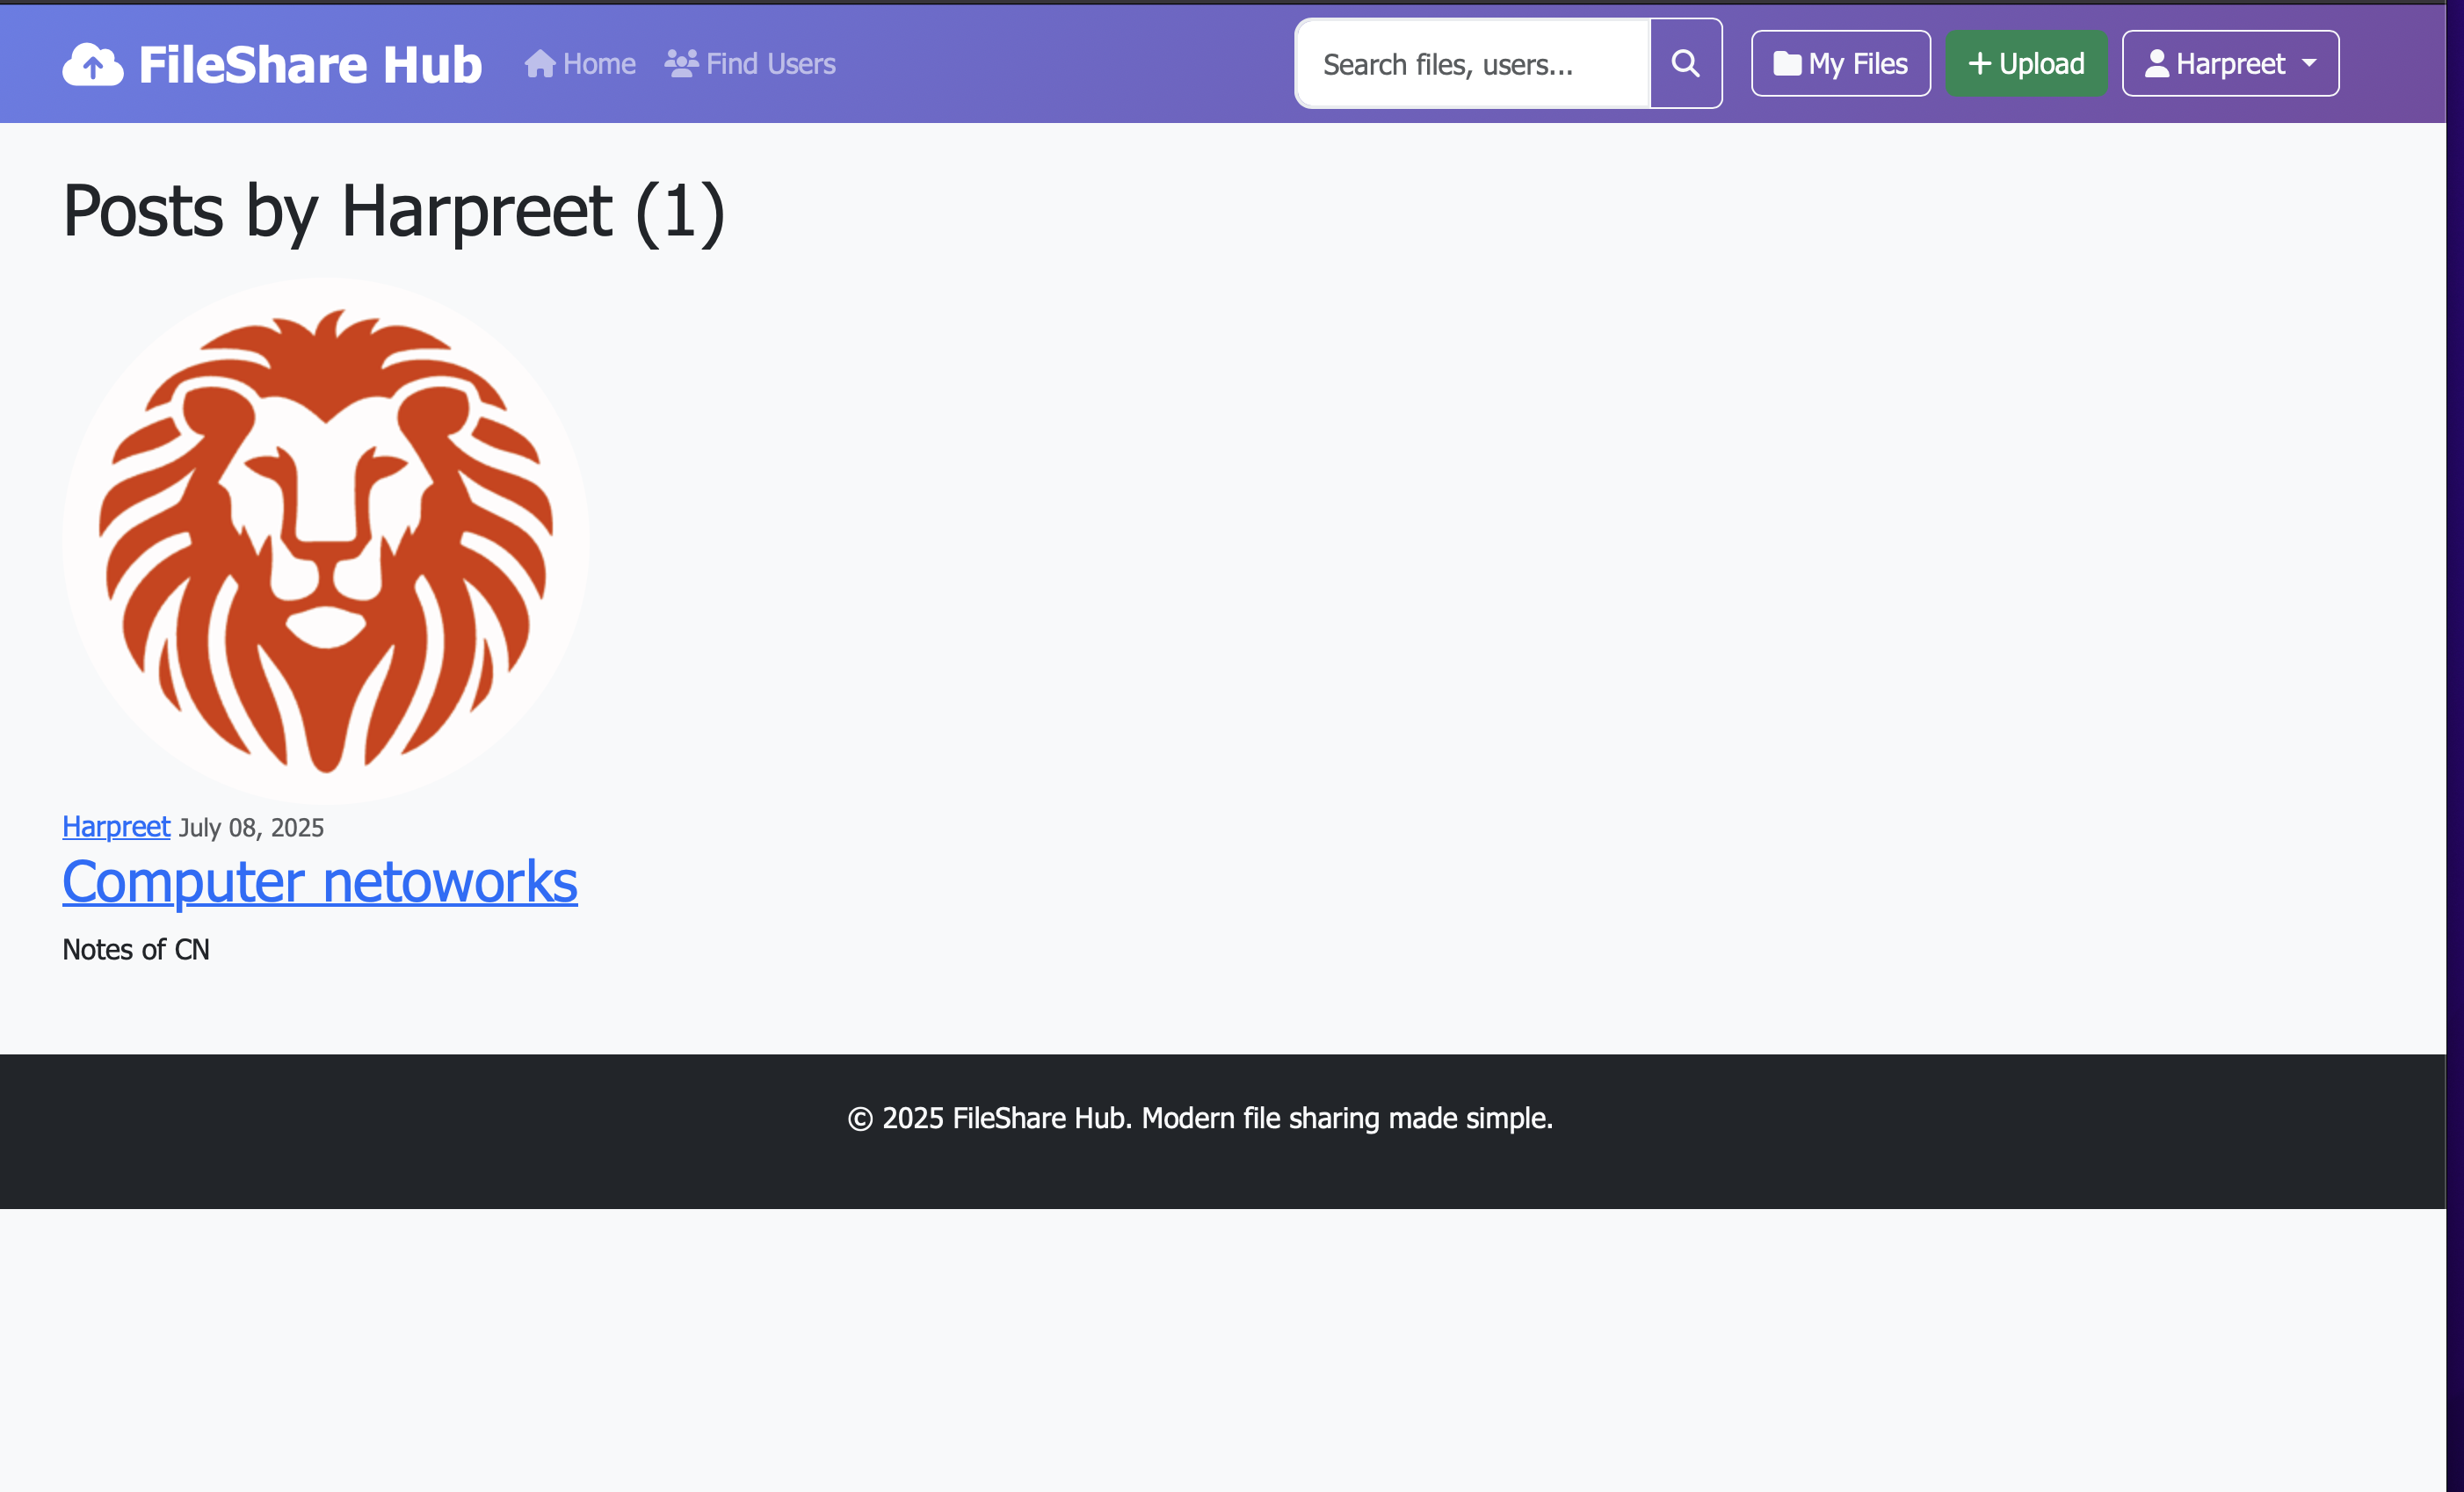 FileShare Hub Home Find Users Search files, users... My Files Upload Harpreet
Posts by Harpreet (1)
Harpreet July 08, 2025
Computer netoworks
Notes of CN
© 2025 FileShare Hub. Modern file sharing made simple.